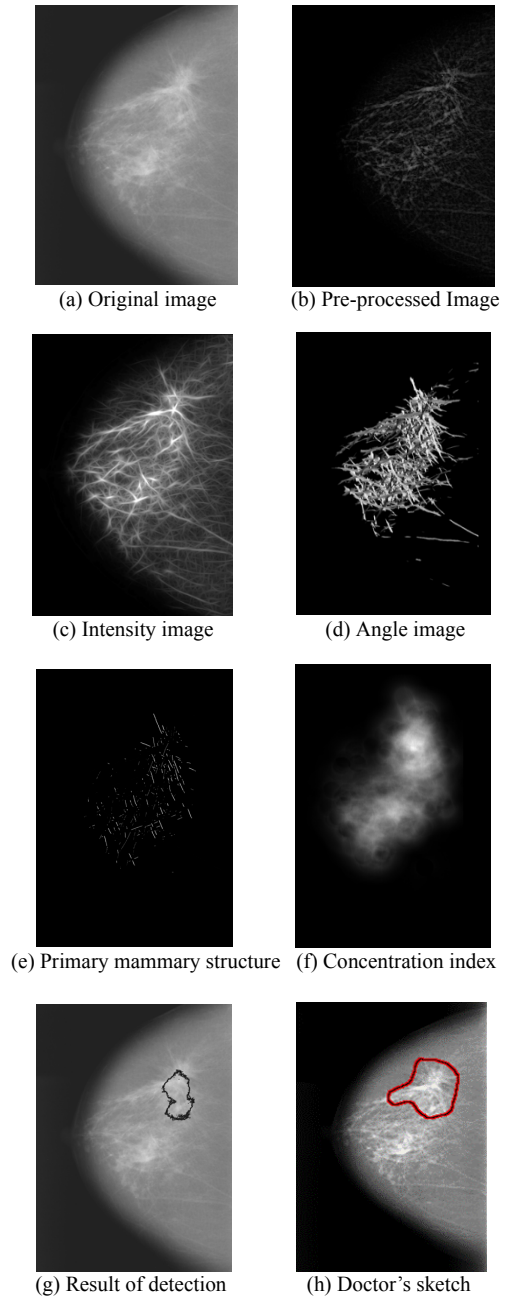 (a) Original image
(b) Pre-processed Image
(c) Intensity image
(d) Angle image
(e) Primary mammary structure
(f) Concentration index
(g) Result of detection
(h) Doctor’s sketch